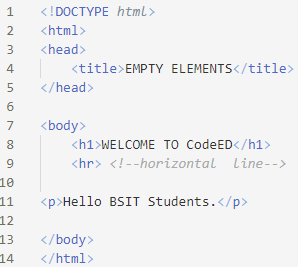 1 <!DOCTYPE html>
2 <html>
3 <head>
4     <title>EMPTY ELEMENTS</title>
5 </head>
6
7 <body>
8     <h1>WELCOME TO CodeED</h1>
9     <hr> <!--horizontal  line-->
10
11 <p>Hello BSIT Students.</p>
12
13 </body>
14 </html>